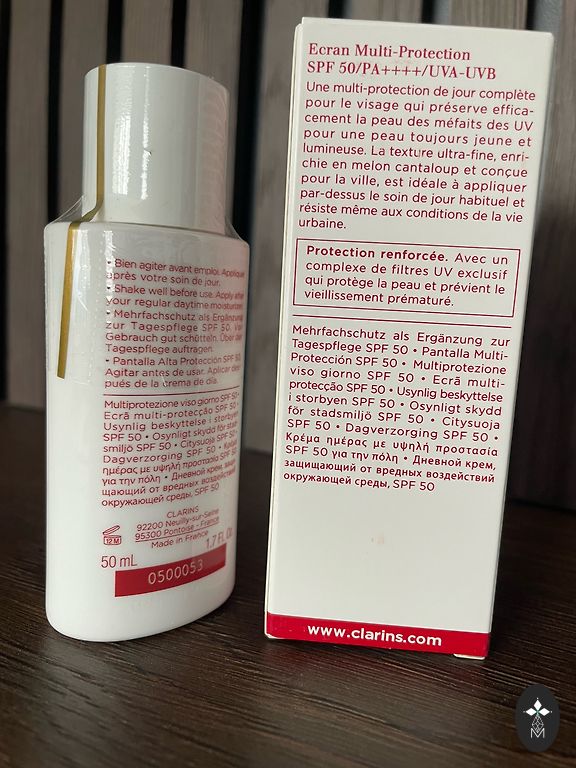 • Bien agiter avant emploi. Appliquer
après votre soin de jour.
• Shake well before use. Apply after
your regular daytime moisturizer.
• Mehrfachschutz als Ergänzung
zur Tagespflege SPF 50. Vor
Gebrauch gut schütteln. Über der
Tagespflege auftragen.
• Pantalla Alta Protección SPF 50
Agitar antes de usar. Aplicar des-
pués de la crema de día.
Multiprotezione viso giorno SPF 50 •
Ecrã multi-protecção SPF 50 •
Usynlig beskyttelse i storbyen
SPF 50 • Osynligt skydd för stads-
smiljö SPF 50 • Citysuoja SPF 50 •
Dagverzorging SPF 50 • Κρέμα
ημέρας με υψηλή προστασία SPF 50
για την πόλη • Дневной крем, защи-
щающий от вредных воздействий
окружающей среды, SPF 50
12 M
CLARINS
92200 Neuilly-sur-Seine
95300 Pontoise - France
Made in France
50 mL 1.7 Fl. Oz
0500053
Ecran Multi-Protection
SPF 50/PA++++/UVA-UVB
Une multi-protection de jour complète
pour le visage qui préserve effica-
cement la peau des méfaits des UV
pour une peau toujours jeune et
lumineuse. La texture ultra-fine, enri-
chie en melon cantaloup et conçue
pour la ville, est idéale à appliquer
par-dessus le soin de jour habituel et
résiste même aux conditions de la vie
urbaine.
Protection renforcée. Avec un
complexe de filtres UV exclusif
qui protège la peau et prévient le
vieillissement prématuré.
Mehrfachschutz als Ergänzung zur
Tagespflege SPF 50 • Pantalla Multi-
Protección SPF 50 • Multiprotezione
viso giorno SPF 50 • Ecrã multi-
protecção SPF 50 • Usynlig beskyttelse
i storbyen SPF 50 • Osynligt skydd
för stadsmiljö SPF 50 • Citysuoja
SPF 50 • Dagverzorging SPF 50 •
Κρέμα ημέρας με υψηλή προστασία
SPF 50 για την πόλη • Дневной крем,
защищающий от вредных воздействий
окружающей среды, SPF 50
www.clarins.com
M